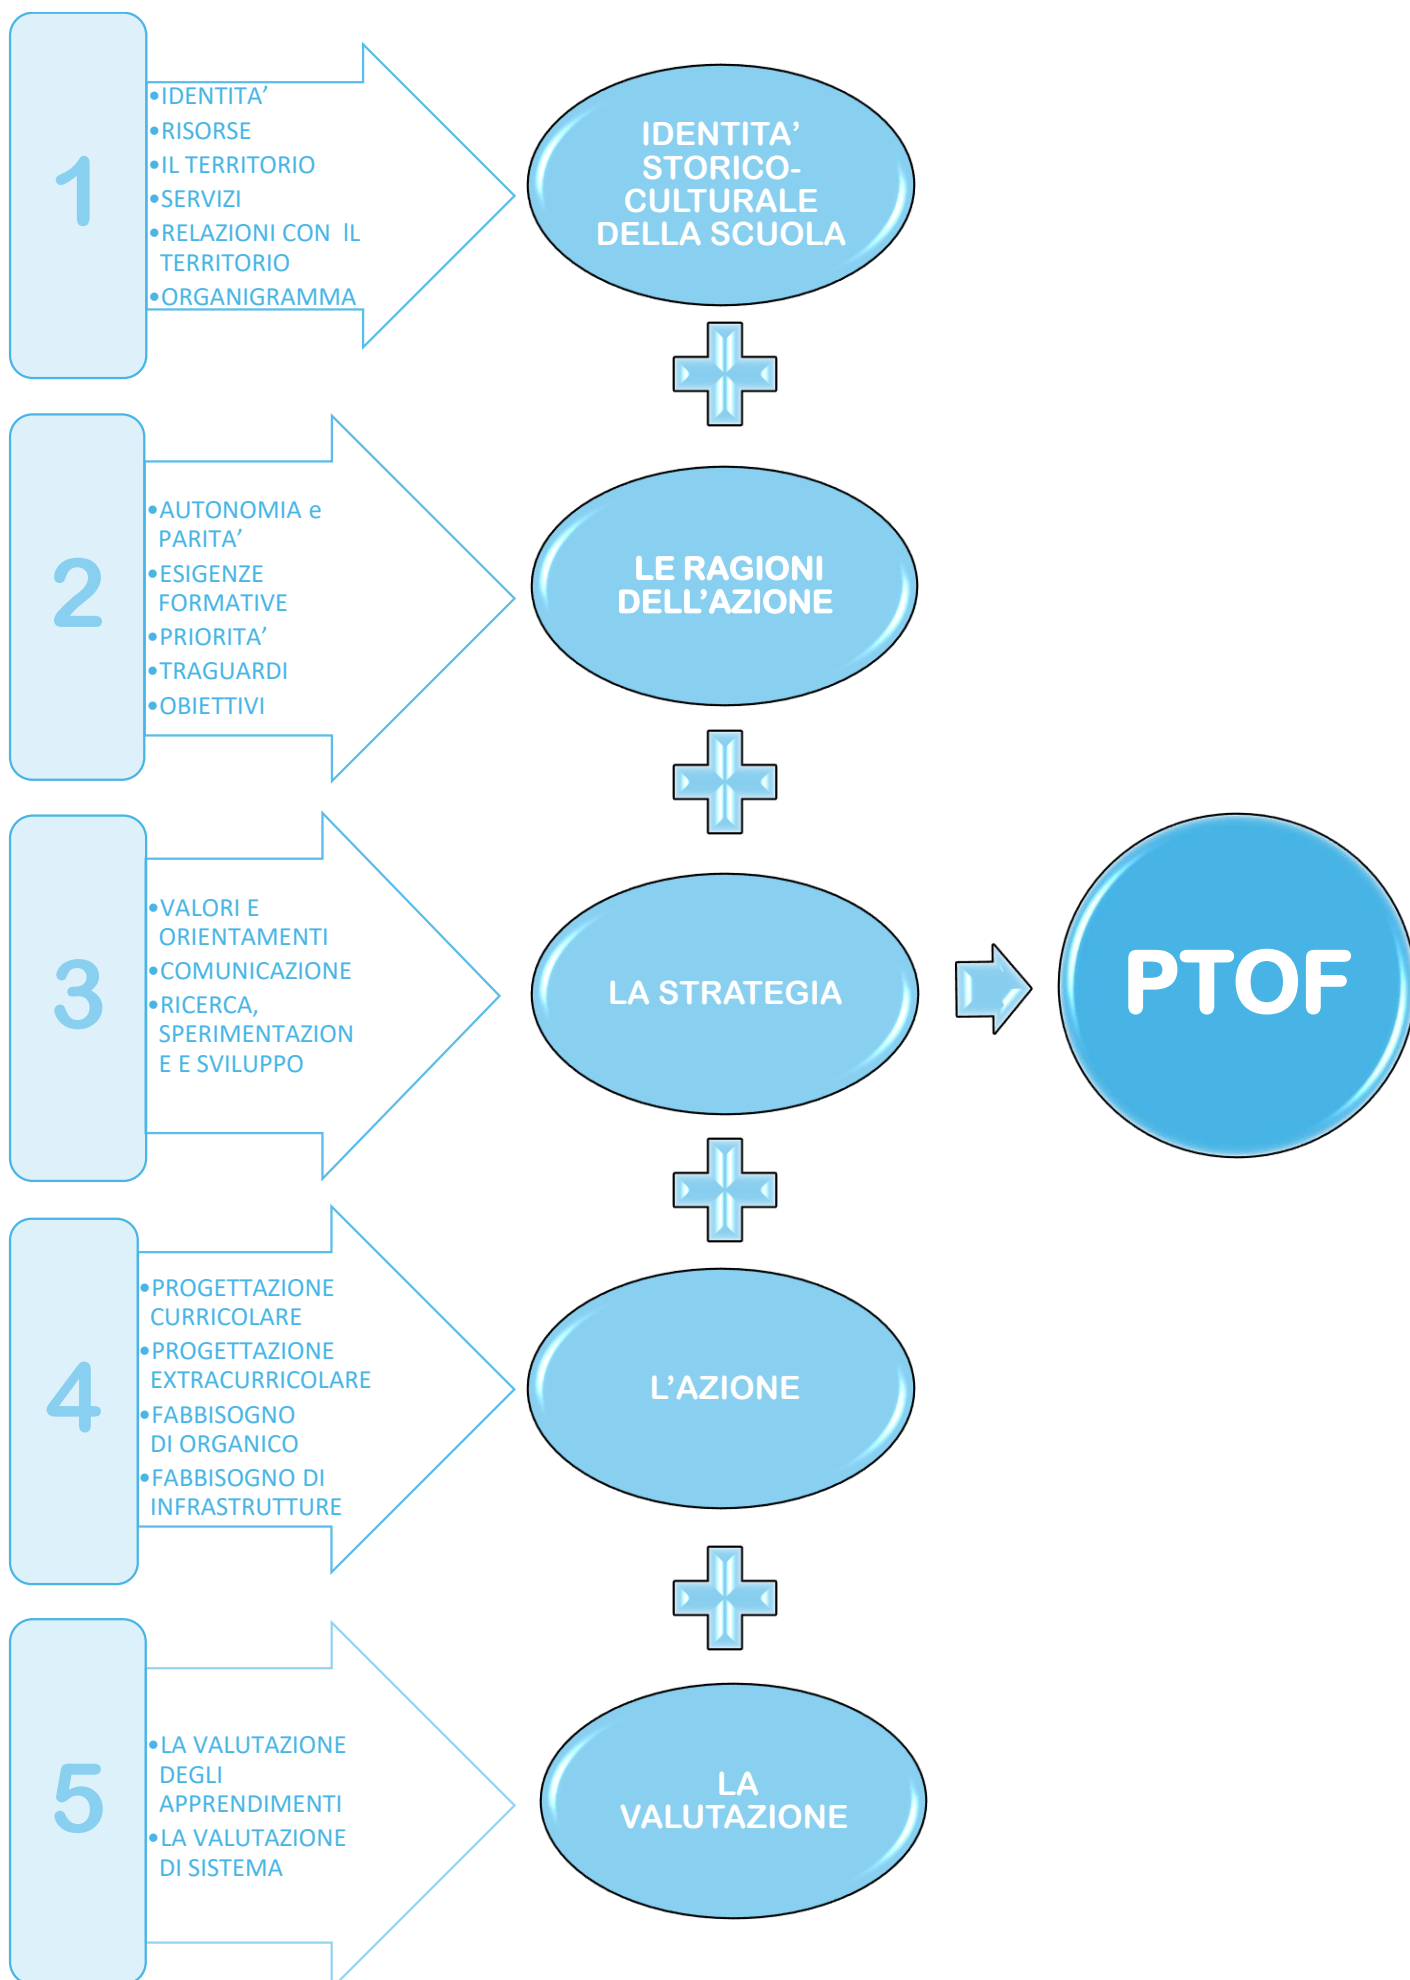 1
•IDENTITA’
•RISORSE
•IL TERRITORIO
•SERVIZI
•RELAZIONI CON IL
TERRITORIO
•ORGANIGRAMMA
IDENTITA’
STORICO-
CULTURALE
DELLA SCUOLA
2
•AUTONOMIA e
PARITA’
•ESIGENZE
FORMATIVE
•PRIORITA’
•TRAGUARDI
•OBIETTIVI
LE RAGIONI
DELL’AZIONE
3
•VALORI E
ORIENTAMENTI
•COMUNICAZIONE
•RICERCA,
SPERIMENTAZION
E E SVILUPPO
LA STRATEGIA
PTOF
4
•PROGETTAZIONE
CURRICOLARE
•PROGETTAZIONE
EXTRACURRICOLARE
•FABBISOGNO
DI ORGANICO
•FABBISOGNO DI
INFRASTRUTTURE
L’AZIONE
5
•LA VALUTAZIONE
DEGLI
APPRENDIMENTI
•LA VALUTAZIONE
DI SISTEMA
LA
VALUTAZIONE